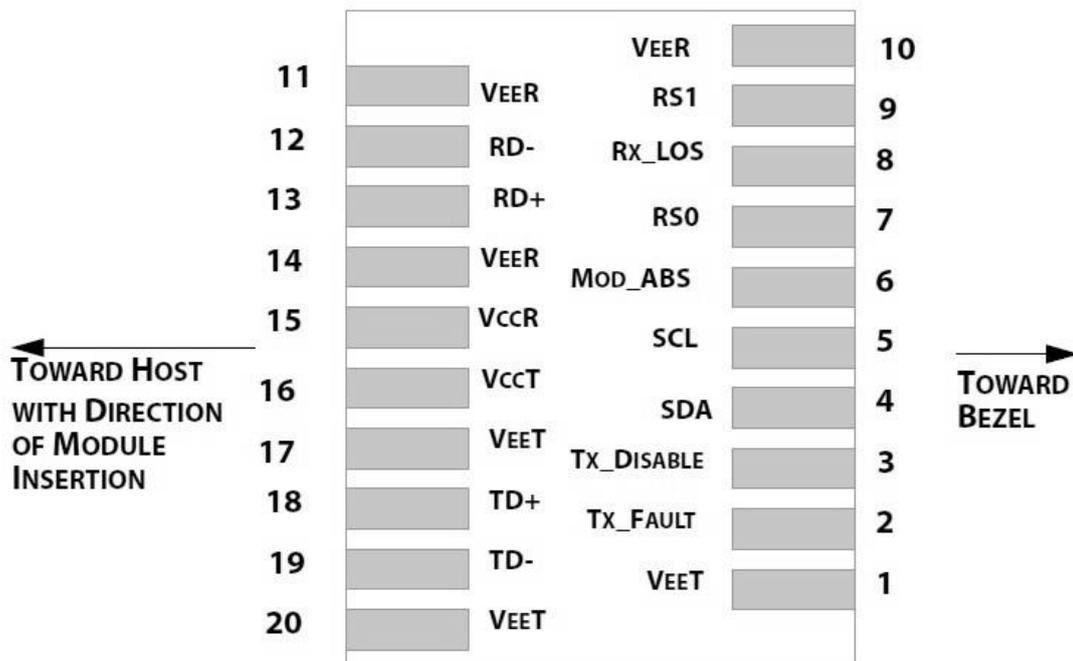 VEER 10
11 VEER
RS1 9
12 RD-
RX_LOS 8
13 RD+
RS0 7
14 VEER
MOD_ABS 6
15 VCCR
SCL 5
16 VCCT
SDA 4
17 VEET
TX_DISABLE 3
18 TD+
TX_FAULT 2
19 TD-
VEET 1
20 VEET
TOWARD HOST
WITH DIRECTION
OF MODULE
INSERTION
TOWARD
BEZEL